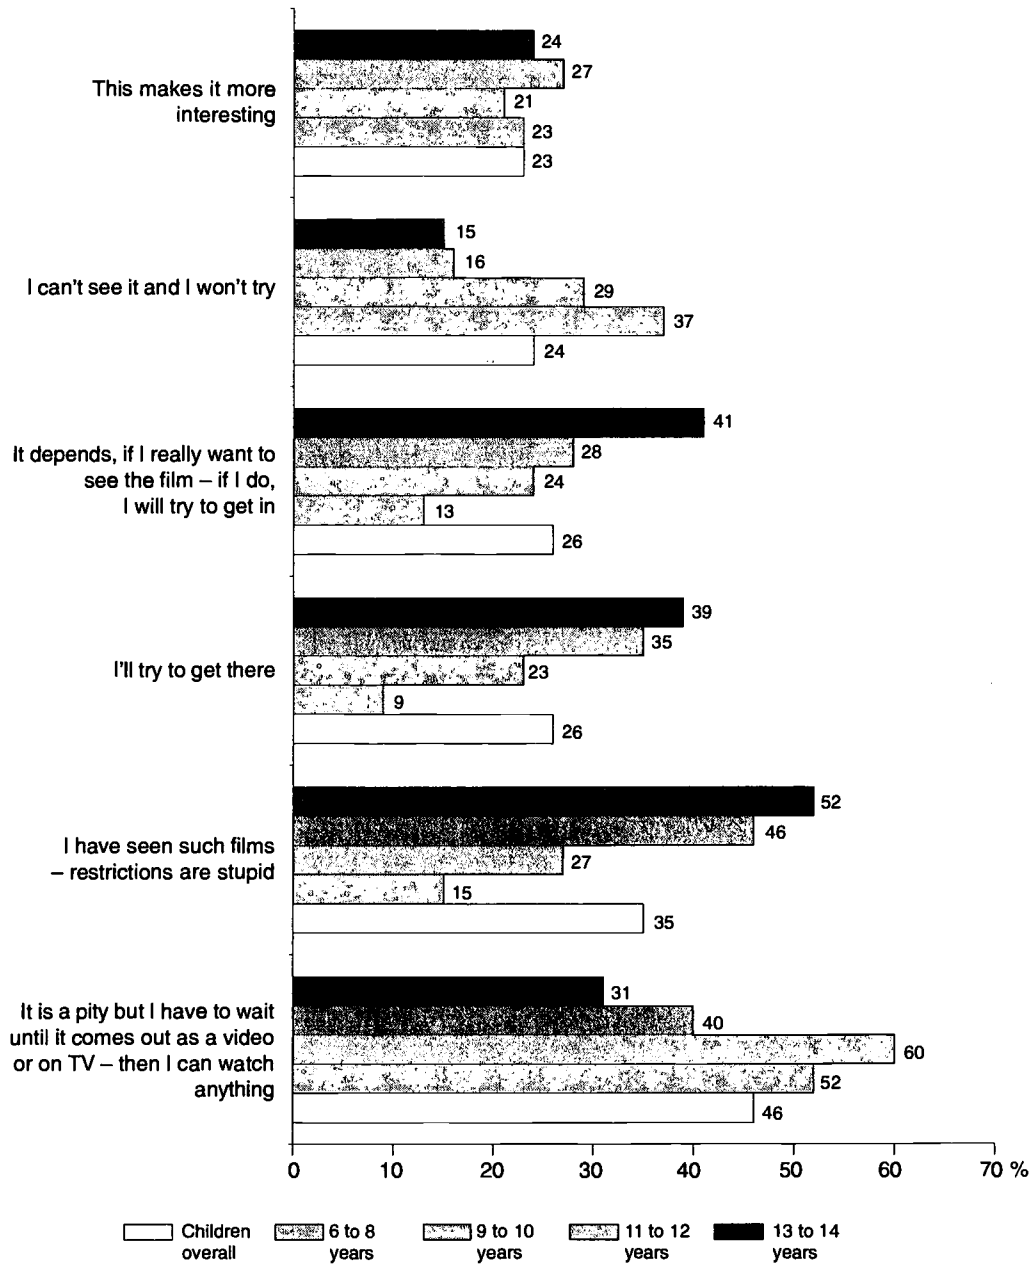 24
27
This makes it more
interesting
21
23
23
15
16
I can't see it and I won't try
29
37
24
41
It depends, if I really want to
see the film – if I do,
I will try to get in
28
24
13
26
39
35
I'll try to get there
23
9
26
52
46
I have seen such films
– restrictions are stupid
27
15
35
31
It is a pity but I have to wait
until it comes out as a video
or on TV – then I can watch
anything
40
60
52
46
0 10 20 30 40 50 60 70 %
Children
overall
6 to 8
years
9 to 10
years
11 to 12
years
13 to 14
years